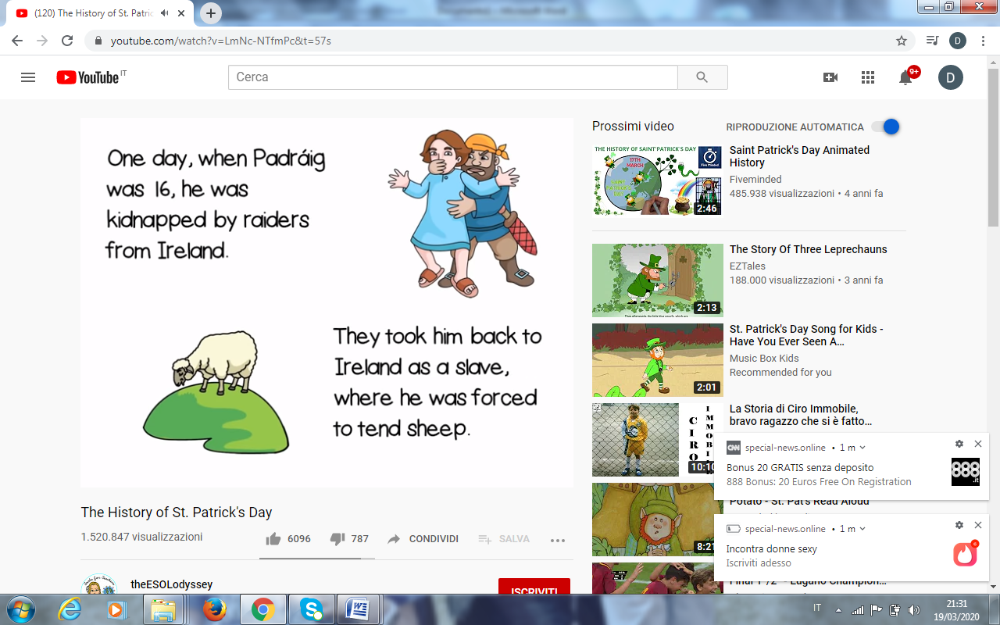 (120) The History of St. Patric
youtube.com/watch?v=LmNc-NTfmPc&t=57s
D
YouTube IT
Cerca
9+
D
One day, when Padráig
was 16, he was
kidnapped by raiders
from Ireland.
They took him back to
Ireland as a slave,
where he was forced
to tend sheep.
The History of St. Patrick's Day
1.520.847 visualizzazioni
6096
787
CONDIVIDI
SALVA
theESOLodyssey
ISCRIVITI
Prossimi video
RIPRODUZIONE AUTOMATICA
THE HISTORY OF SAINT PATRICK'S DAY
17TH
MARCH
SAINT
PATRICK'S
DAY
Five Minded
2:46
Saint Patrick's Day Animated
History
Fiveminded
485.938 visualizzazioni • 4 anni fa
2:13
The Story Of Three Leprechauns
EZTales
188.000 visualizzazioni • 3 anni fa
2:01
St. Patrick's Day Song for Kids -
Have You Ever Seen A...
Music Box Kids
Recommended for you
CIRO
IMMOBILE
10:10
La Storia di Ciro Immobile,
bravo ragazzo che si è fatto...
CNN
special-news.online • 1 m
Bonus 20 GRATIS senza deposito
888 Bonus: 20 Euros Free On Registration
888
.it
Potato - St. Pat's Read Aloud
8:21
special-news.online • 1 m
Incontra donne sexy
Iscriviti adesso
6
IT
21:31
19/03/2020